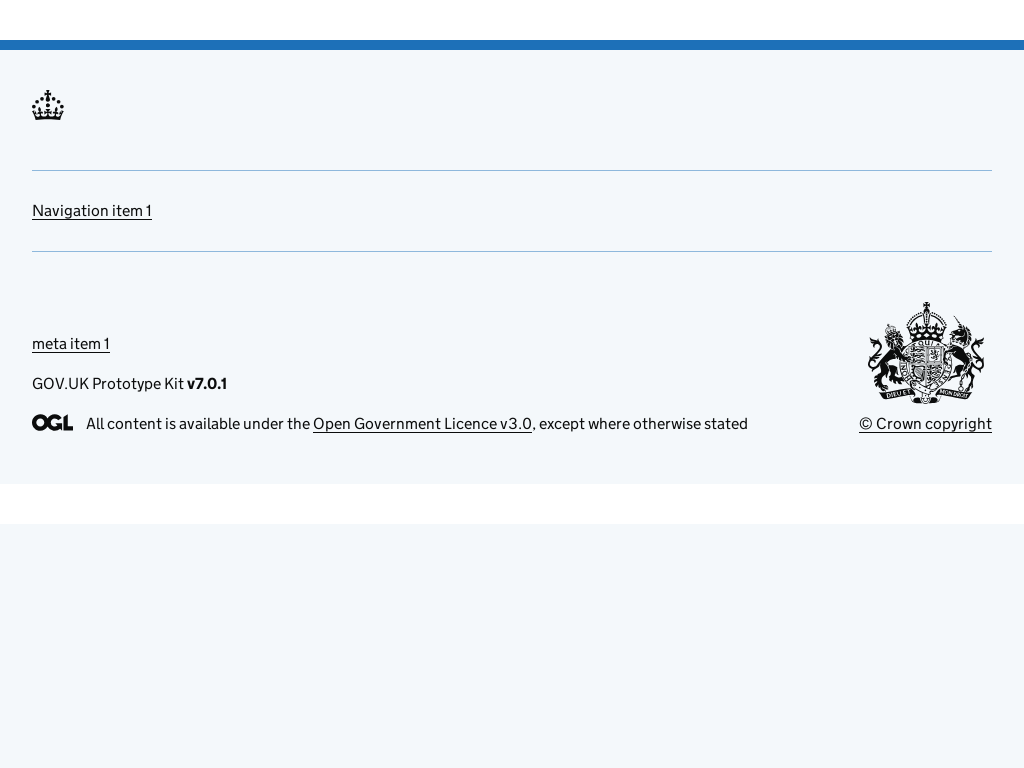 Navigation item 1
meta item 1
GOV.UK Prototype Kit v7.0.1
OGL All content is available under the Open Government Licence v3.0, except where otherwise stated
DIEU ET MON DROIT
© Crown copyright